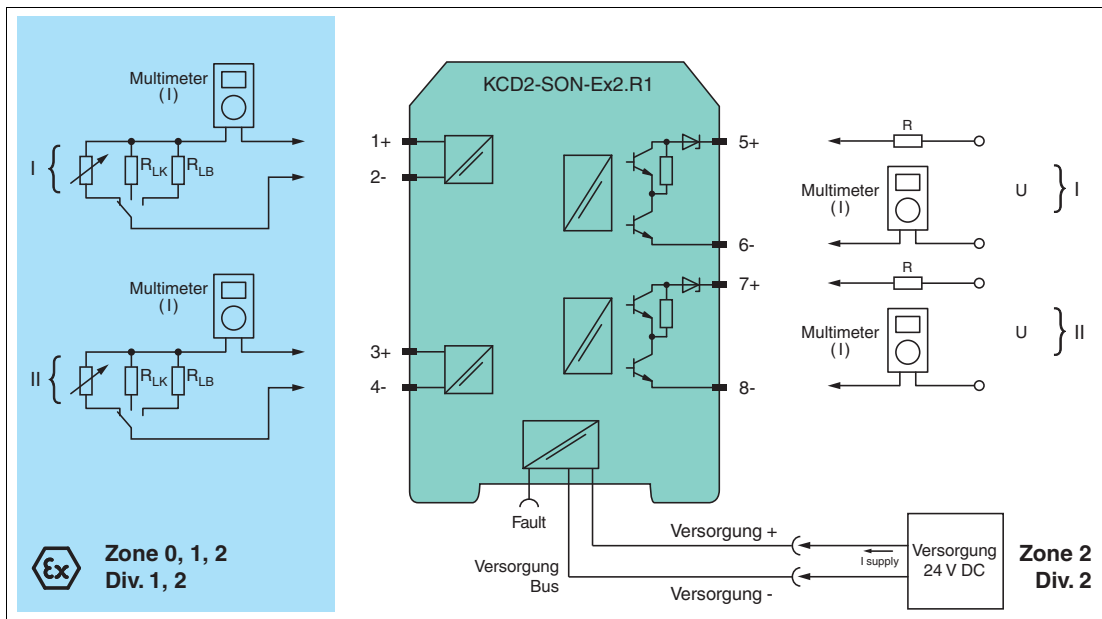 KCD2-SON-Ex2.R1
Multimeter
( I )
I
R_LK
R_LB
Multimeter
( I )
II
R_LK
R_LB
1+
2-
3+
4-
5+
6-
7+
8-
R
Multimeter
( I )
U
I
R
Multimeter
( I )
U
II
Fault
Versorgung
Bus
Versorgung +
Versorgung -
I supply
Versorgung
24 V DC
Ex
Zone 0, 1, 2
Div. 1, 2
Zone 2
Div. 2